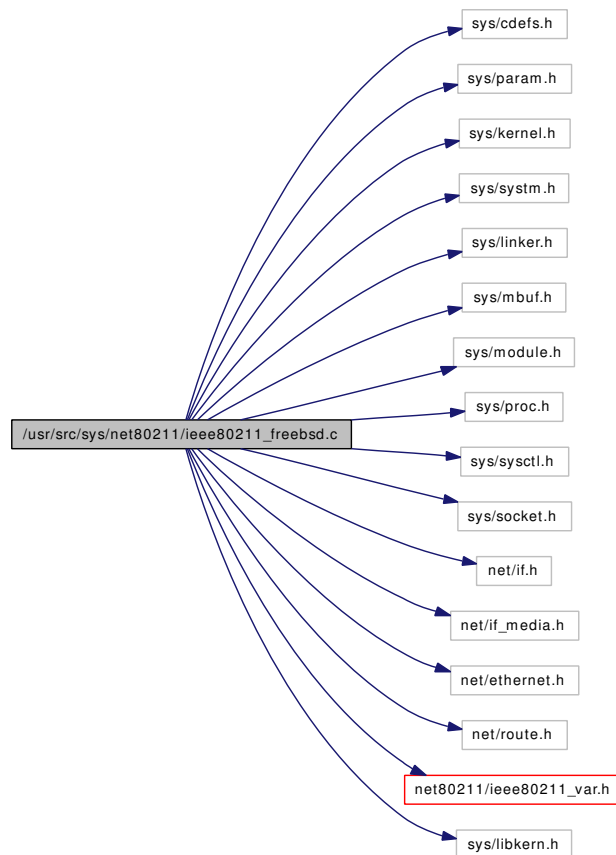 sys/cdefs.h
sys/param.h
sys/kernel.h
sys/systm.h
sys/linker.h
sys/mbuf.h
sys/module.h
sys/proc.h
/usr/src/sys/net80211/ieee80211_freebsd.c
sys/sysctl.h
sys/socket.h
net/if.h
net/if_media.h
net/ethernet.h
net/route.h
net80211/ieee80211_var.h
sys/libkern.h